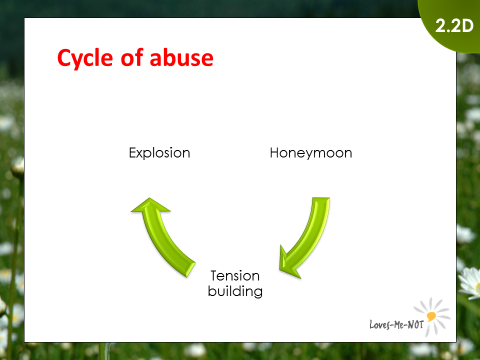 2.2D
Cycle of abuse
Explosion
Honeymoon
Tension
building
Loves-Me-NOT